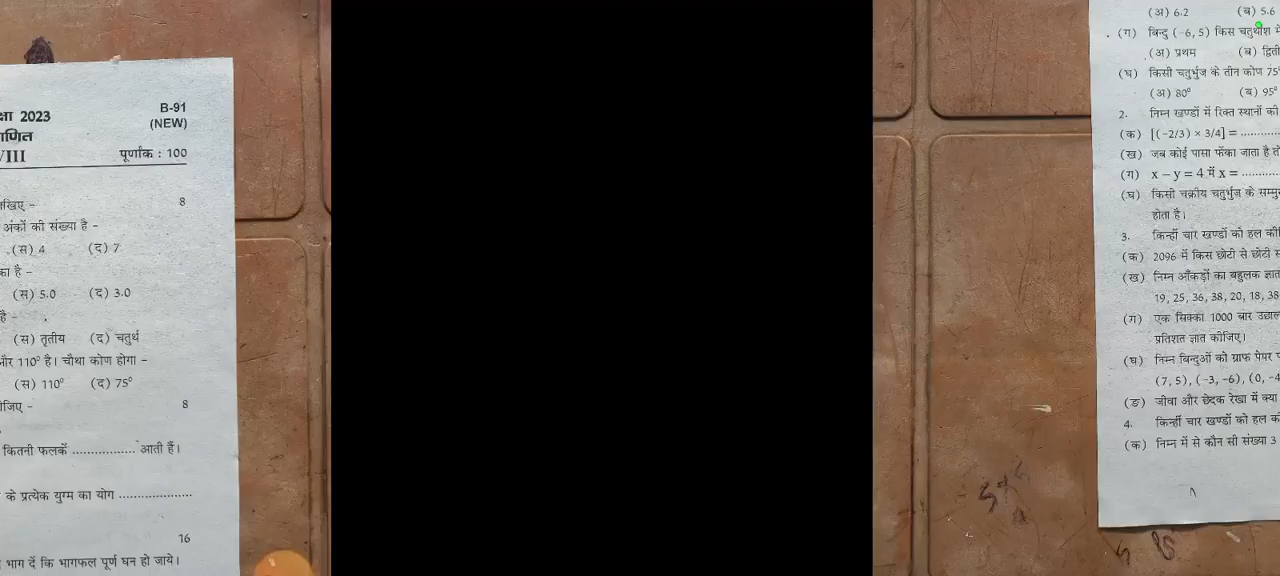 क्षा 2023
B-91
(NEW)
गणित
VIII
पूर्णांक : 100
लिखिए - 8
अंकों की संख्या है -
(स) 4 (द) 7
का है -
(स) 5.0 (द) 3.0
है -
(स) तृतीय (द) चतुर्थ
और 110° है। चौथा कोण होगा -
(स) 110° (द) 75°
कीजिए - 8
कितनी फलकें ................ आती हैं।
के प्रत्येक युग्म का योग ...................
16
भाग दें कि भागफल पूर्ण घन हो जाये।
(अ) 6.2 (ब) 5.6
(ग) बिन्दु (-6, 5) किस चतुर्थांश में
(अ) प्रथम (ब) द्विती
(घ) किसी चतुर्भुज के तीन कोण 75°
(अ) 80° (ब) 95°
2. निम्न खण्डों में रिक्त स्थानों की
(क) [(-2/3) × 3/4] = ..........
(ख) जब कोई पासा फेंका जाता है तो
(ग) x - y = 4 में x = ..........
(घ) किसी चक्रीय चतुर्भुज के सम्मु
होता है।
3. किन्हीं चार खण्डों को हल की
(क) 2096 में किस छोटी से छोटी स
(ख) निम्न आँकड़ों का बहुलक ज्ञात
19, 25, 36, 38, 20, 18, 38
(ग) एक सिक्का 1000 बार उछाल
प्रतिशत ज्ञात कीजिए।
(घ) निम्न बिन्दुओं को ग्राफ पेपर प
(7, 5), (-3, -6), (0, -4
(ङ) जीवा और छेदक रेखा में क्या
4. किन्हीं चार खण्डों को हल क
(क) निम्न में से कौन सी संख्या 3